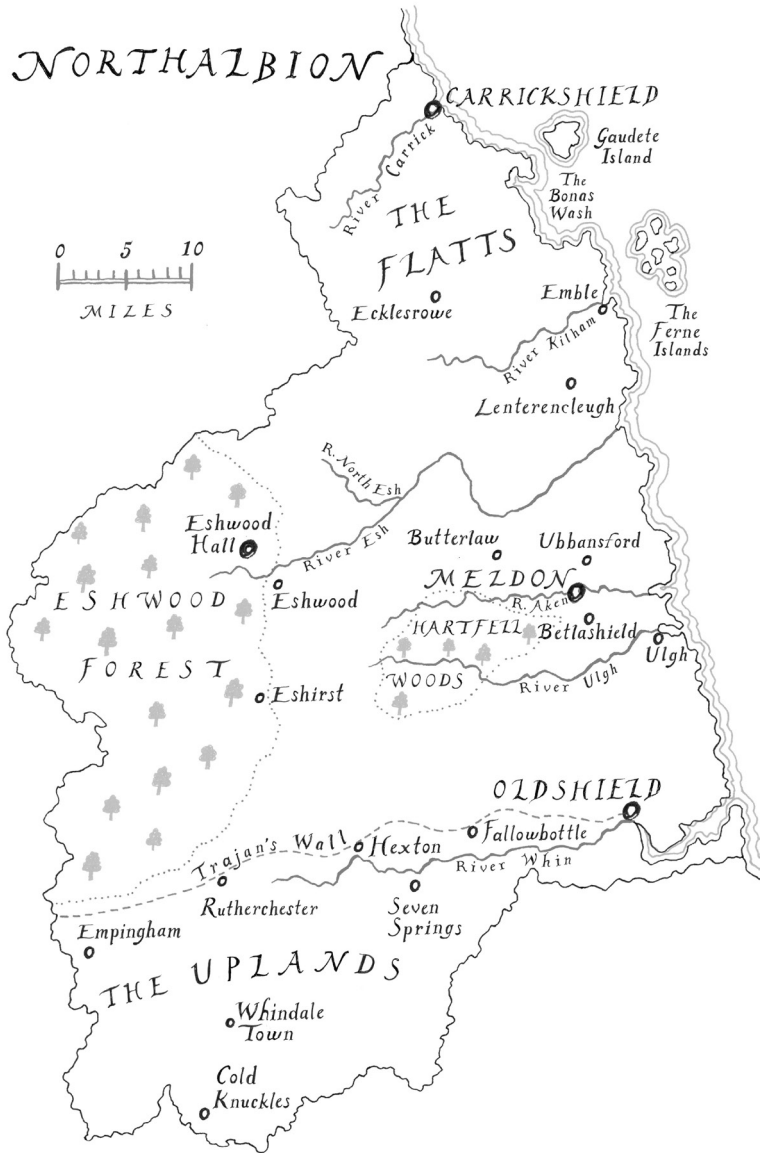 NORTHALBION
CARRICKSHIELD
Gaudete
Island
River Carrick
The
Bonas
Wash
THE
FLATTS
0 5 10
MILES
Ecklesrowe
Emble
The
Ferne
Islands
River Kilham
Lenterencleugh
R. North Esh
Eshwood
Hall
River Esh
Butterlaw
Ubbansford
MELDON
ESHWOOD
Eshwood
R. Aken
HARTFELL
Betlashield
Ulgh
FOREST
WOODS
River Ulgh
Eshirst
OLDSHIELD
Trajan's Wall
Hexton
Fallowbottle
River Whin
Rutherchester
Seven
Springs
Empingham
THE UPLANDS
Whindale
Town
Cold
Knuckles